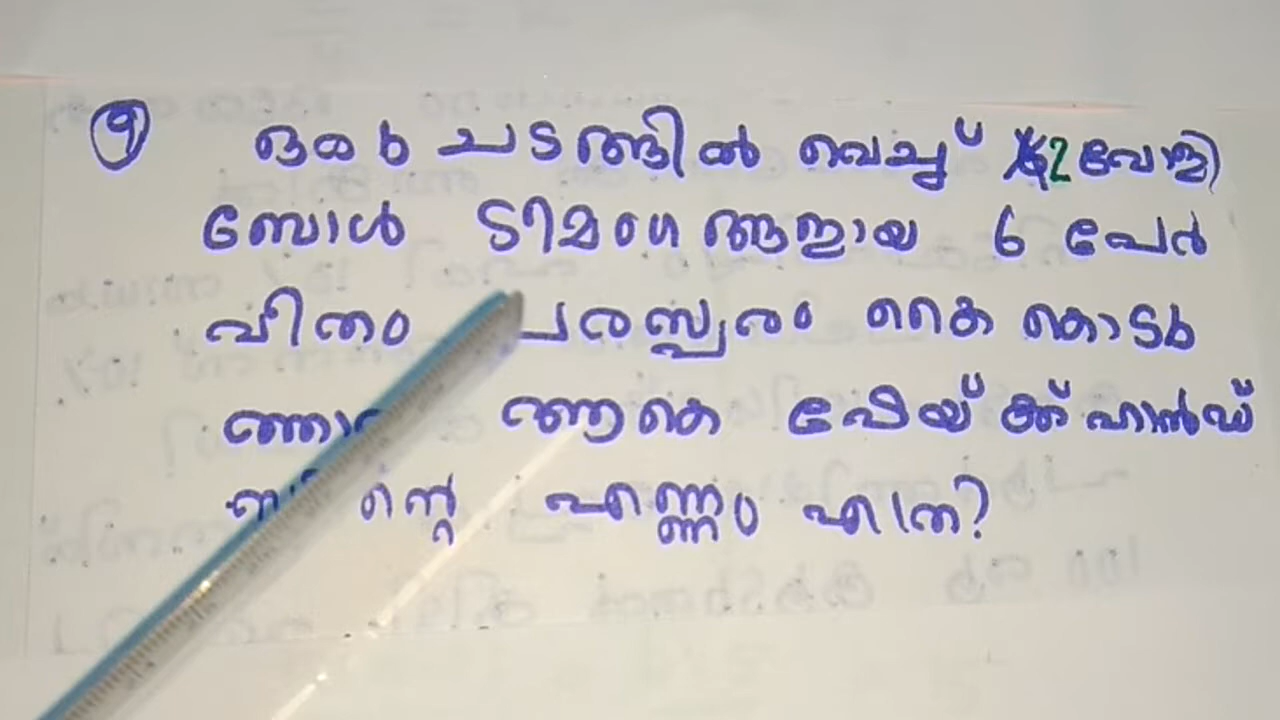 9 ഒരു ചടങ്ങിൽ വെച്ച് 2 വോളി
ബോൾ ടീമംഗങ്ങളായ 6 പേർ
വീതം പരസ്പരം കൈ കൊടു
ആകെ ഷേയ്ക്ക് ഹാൻഡ്
എണ്ണം എത്ര?